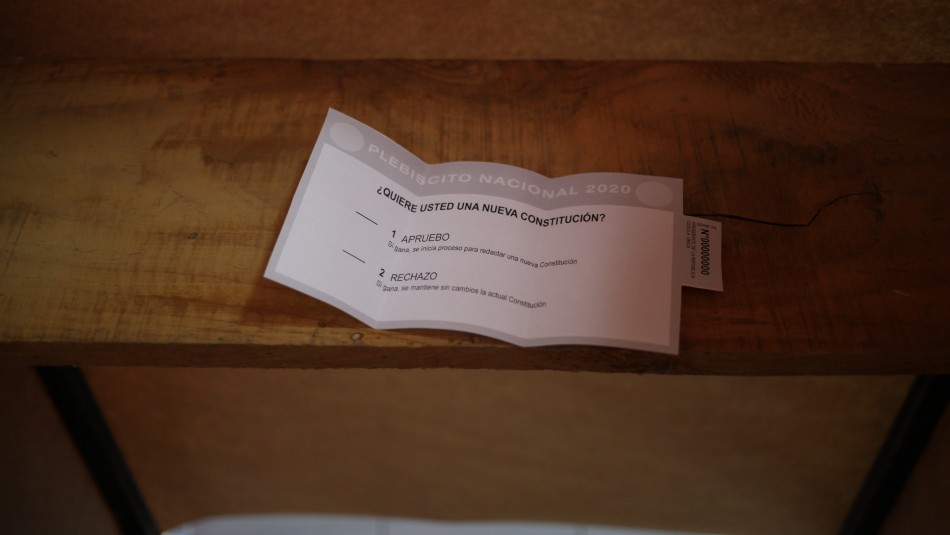 PLEBISCITO NACIONAL 2020
¿QUIERE USTED UNA NUEVA CONSTITUCIÓN?
1 APRUEBO
Si gana, se inicia proceso para redactar una nueva Constitución
2 RECHAZO
Si gana, se mantiene sin cambios la actual Constitución
N°000000000